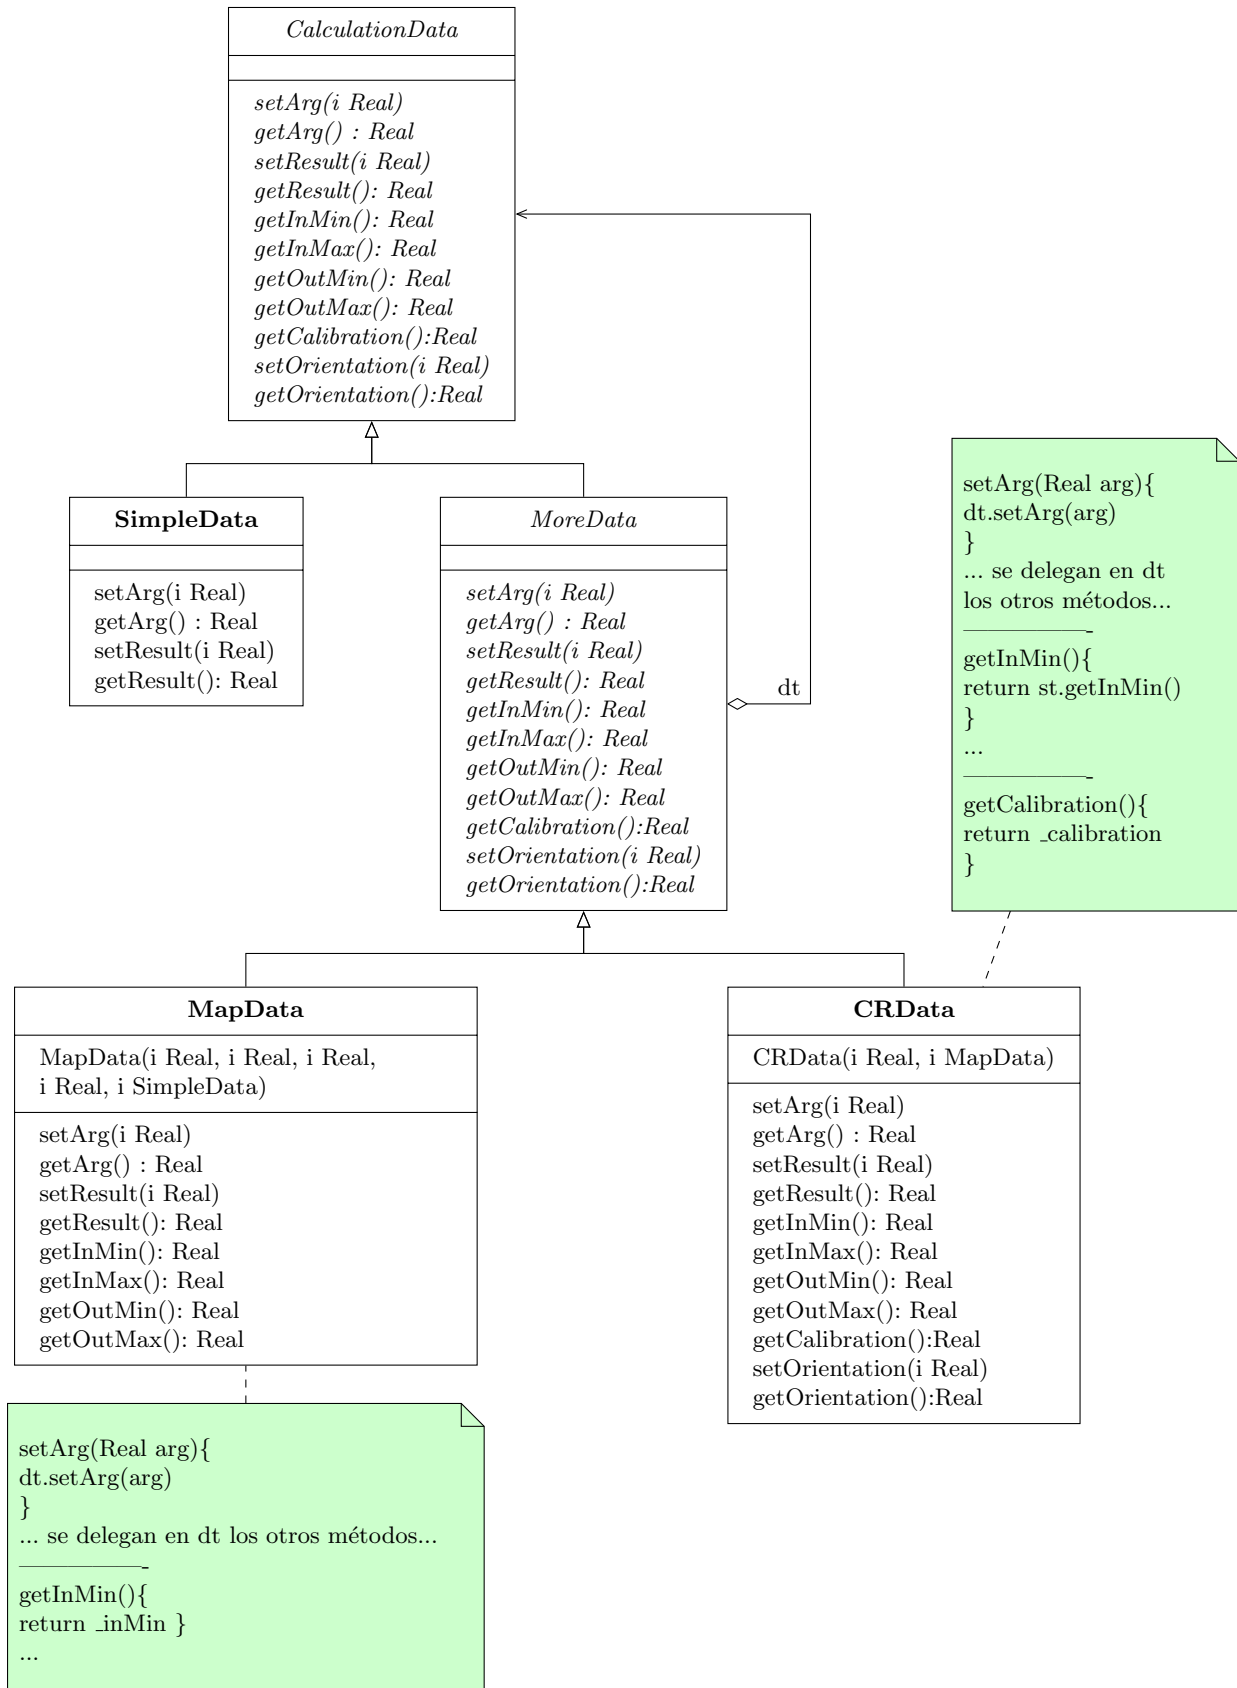 CalculationData
setArg(i Real)
getArg() : Real
setResult(i Real)
getResult(): Real
getInMin(): Real
getInMax(): Real
getOutMin(): Real
getOutMax(): Real
getCalibration():Real
setOrientation(i Real)
getOrientation():Real
SimpleData
setArg(i Real)
getArg() : Real
setResult(i Real)
getResult(): Real
MoreData
setArg(i Real)
getArg() : Real
setResult(i Real)
getResult(): Real
getInMin(): Real
getInMax(): Real
getOutMin(): Real
getOutMax(): Real
getCalibration():Real
setOrientation(i Real)
getOrientation():Real
dt
setArg(Real arg){
dt.setArg(arg)
}
... se delegan en dt
los otros métodos...
—————-
getInMin(){
return st.getInMin()
}
...
—————-
getCalibration(){
return _calibration
}
MapData
MapData(i Real, i Real, i Real,
i Real, i SimpleData)
setArg(i Real)
getArg() : Real
setResult(i Real)
getResult(): Real
getInMin(): Real
getInMax(): Real
getOutMin(): Real
getOutMax(): Real
CRData
CRData(i Real, i MapData)
setArg(i Real)
getArg() : Real
setResult(i Real)
getResult(): Real
getInMin(): Real
getInMax(): Real
getOutMin(): Real
getOutMax(): Real
getCalibration():Real
setOrientation(i Real)
getOrientation():Real
setArg(Real arg){
dt.setArg(arg)
}
... se delegan en dt los otros métodos...
—————-
getInMin(){
return _inMin }
...